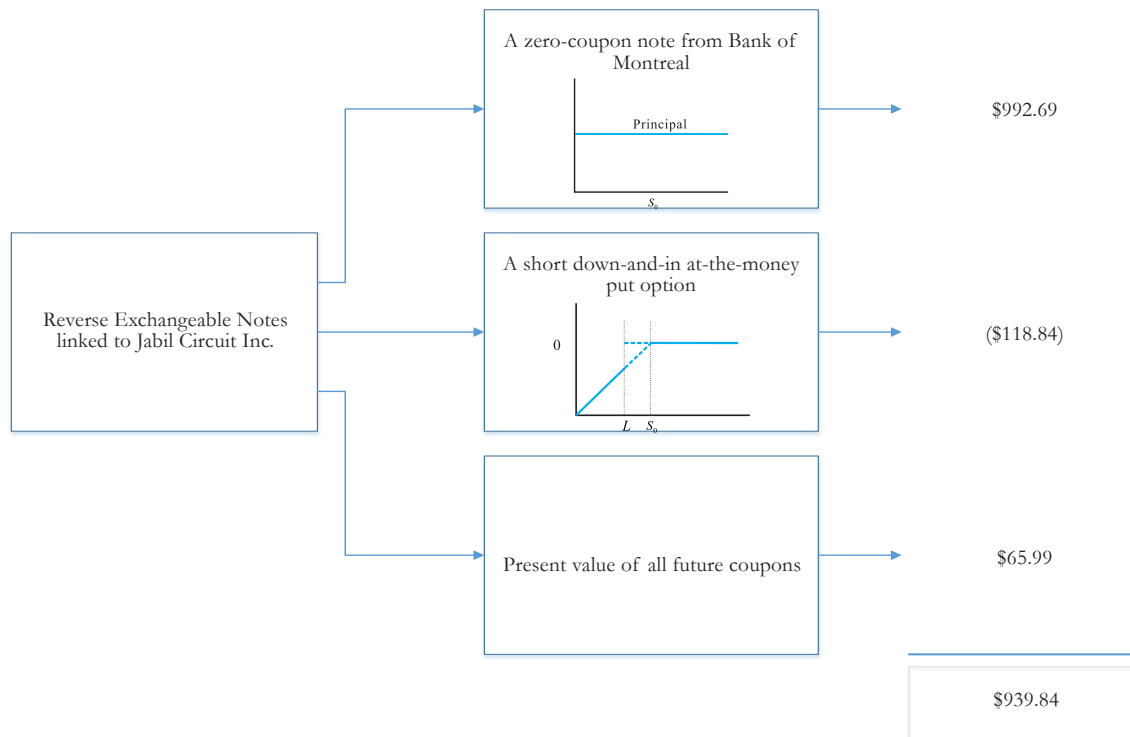 A zero-coupon note from Bank of
Montreal
Principal
S₀
$992.69
Reverse Exchangeable Notes
linked to Jabil Circuit Inc.
A short down-and-in at-the-money
put option
0
L S₀
($118.84)
Present value of all future coupons
$65.99
$939.84